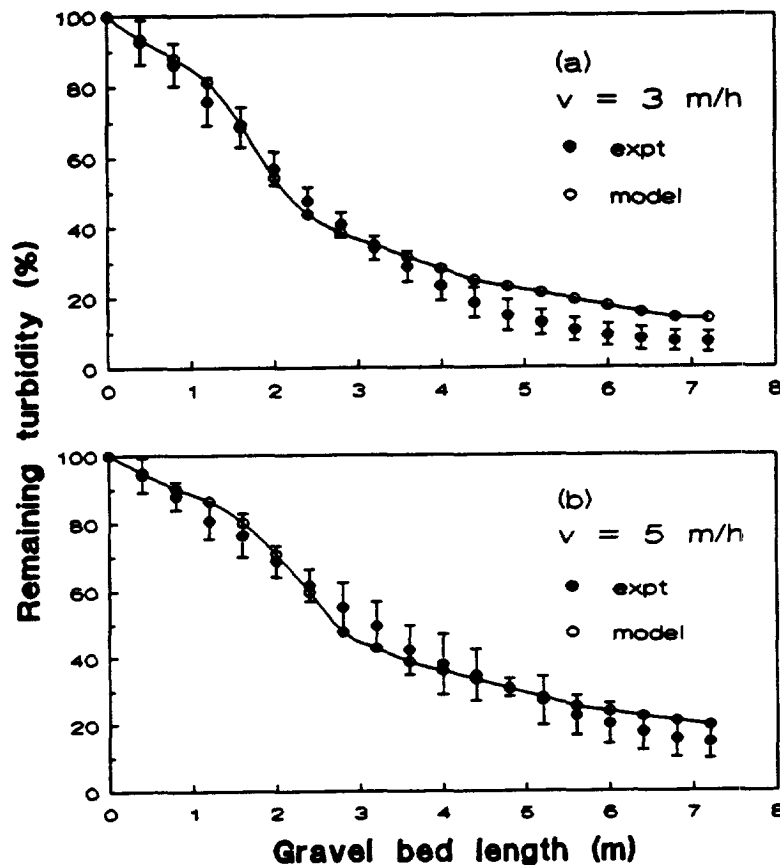 Remaining turbidity (%)
100
80
60
40
20
0
(a)
v = 3 m/h
expt
model
0 1 2 3 4 5 6 7 8
100
80
60
40
20
0
(b)
v = 5 m/h
expt
model
0 1 2 3 4 5 6 7 8
Gravel bed length (m)